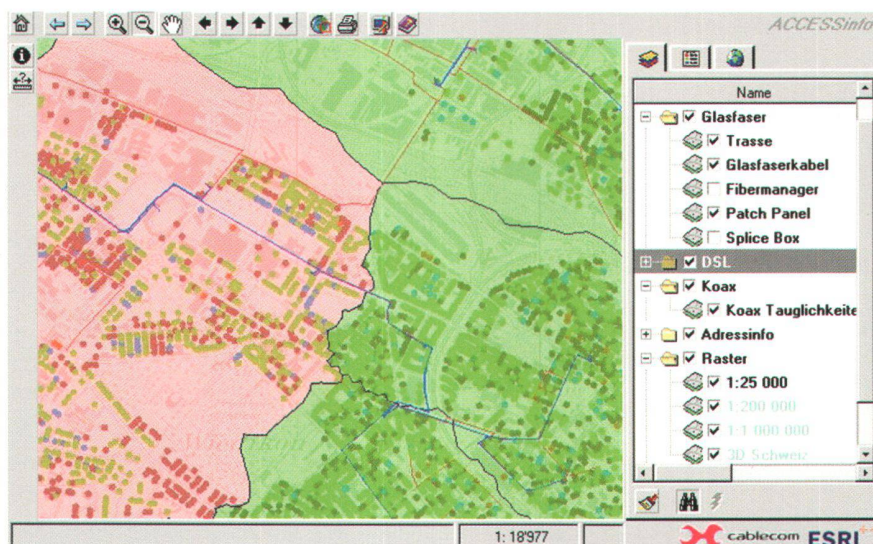 ACCESSinfo
Name
Glasfaser
Trasse
Glasfaserkabel
Fibermanager
Patch Panel
Splice Box
DSL
Koax
Koax Tauglichkeite
Adressinfo
Raster
1:25 000
1:200 000
1:1 000 000
3D Schweiz
1: 18'977
cablecom ESRI